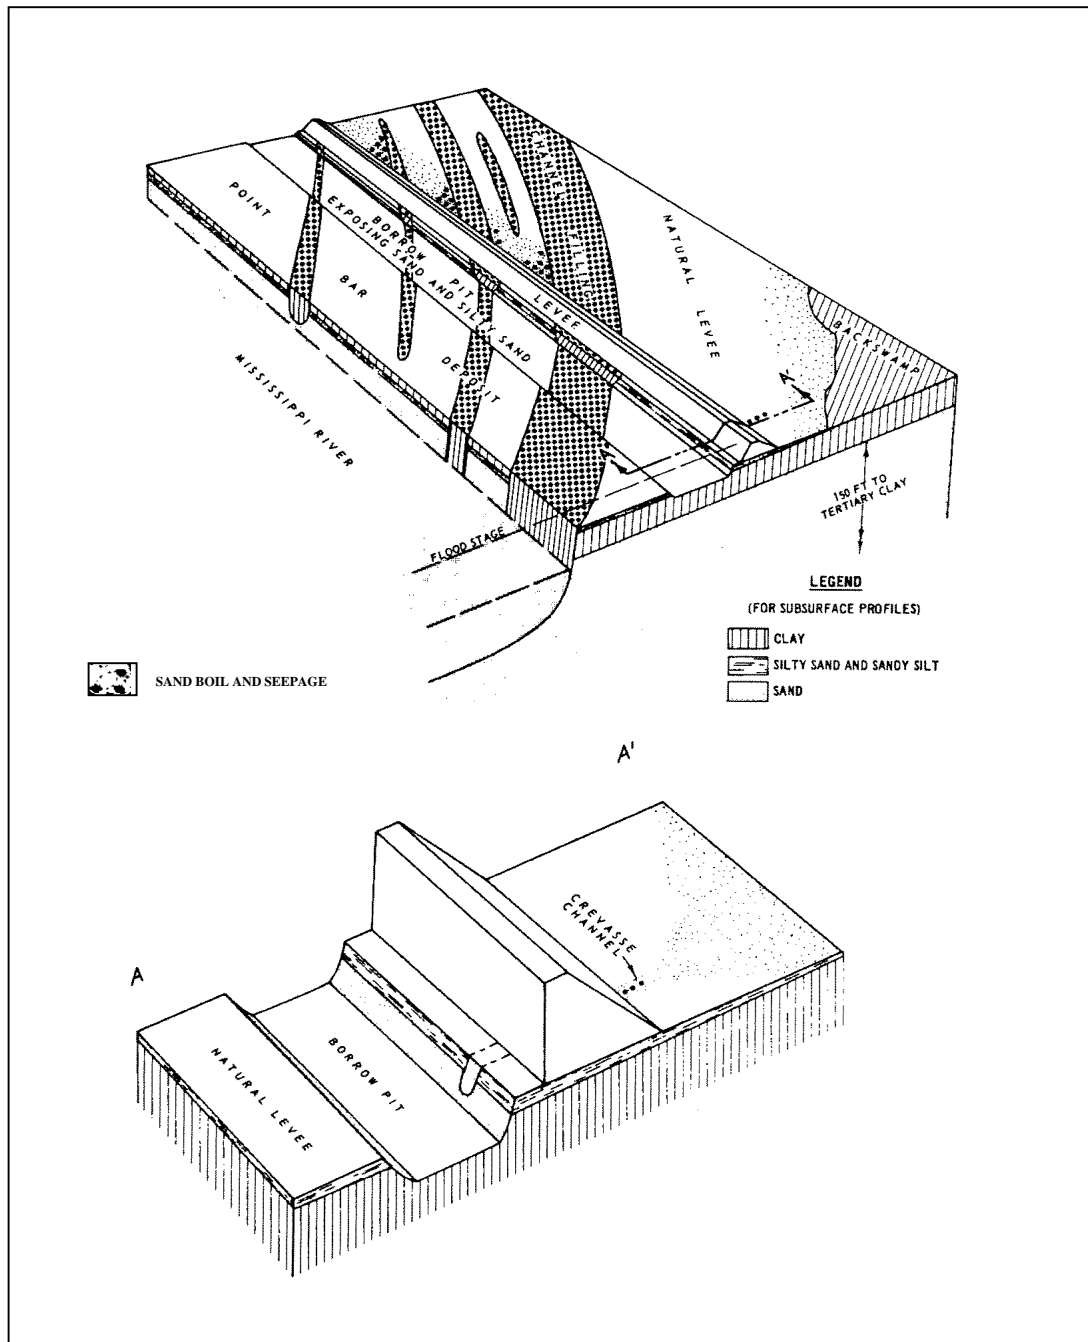 CHANNEL FILLING
POINT
BAR
DEPOSIT
BORROW PIT
EXPOSING SAND AND SILTY SAND
LEVEE
NATURAL LEVEE
BACKSWAMP
MISSISSIPPI RIVER
A'
A
FLOOD STAGE
150 FT TO
TERTIARY CLAY
LEGEND
(FOR SUBSURFACE PROFILES)
CLAY
SILTY SAND AND SANDY SILT
SAND
SAND BOIL AND SEEPAGE
A'
CREVASSE
CHANNEL
A
NATURAL LEVEE
BORROW PIT